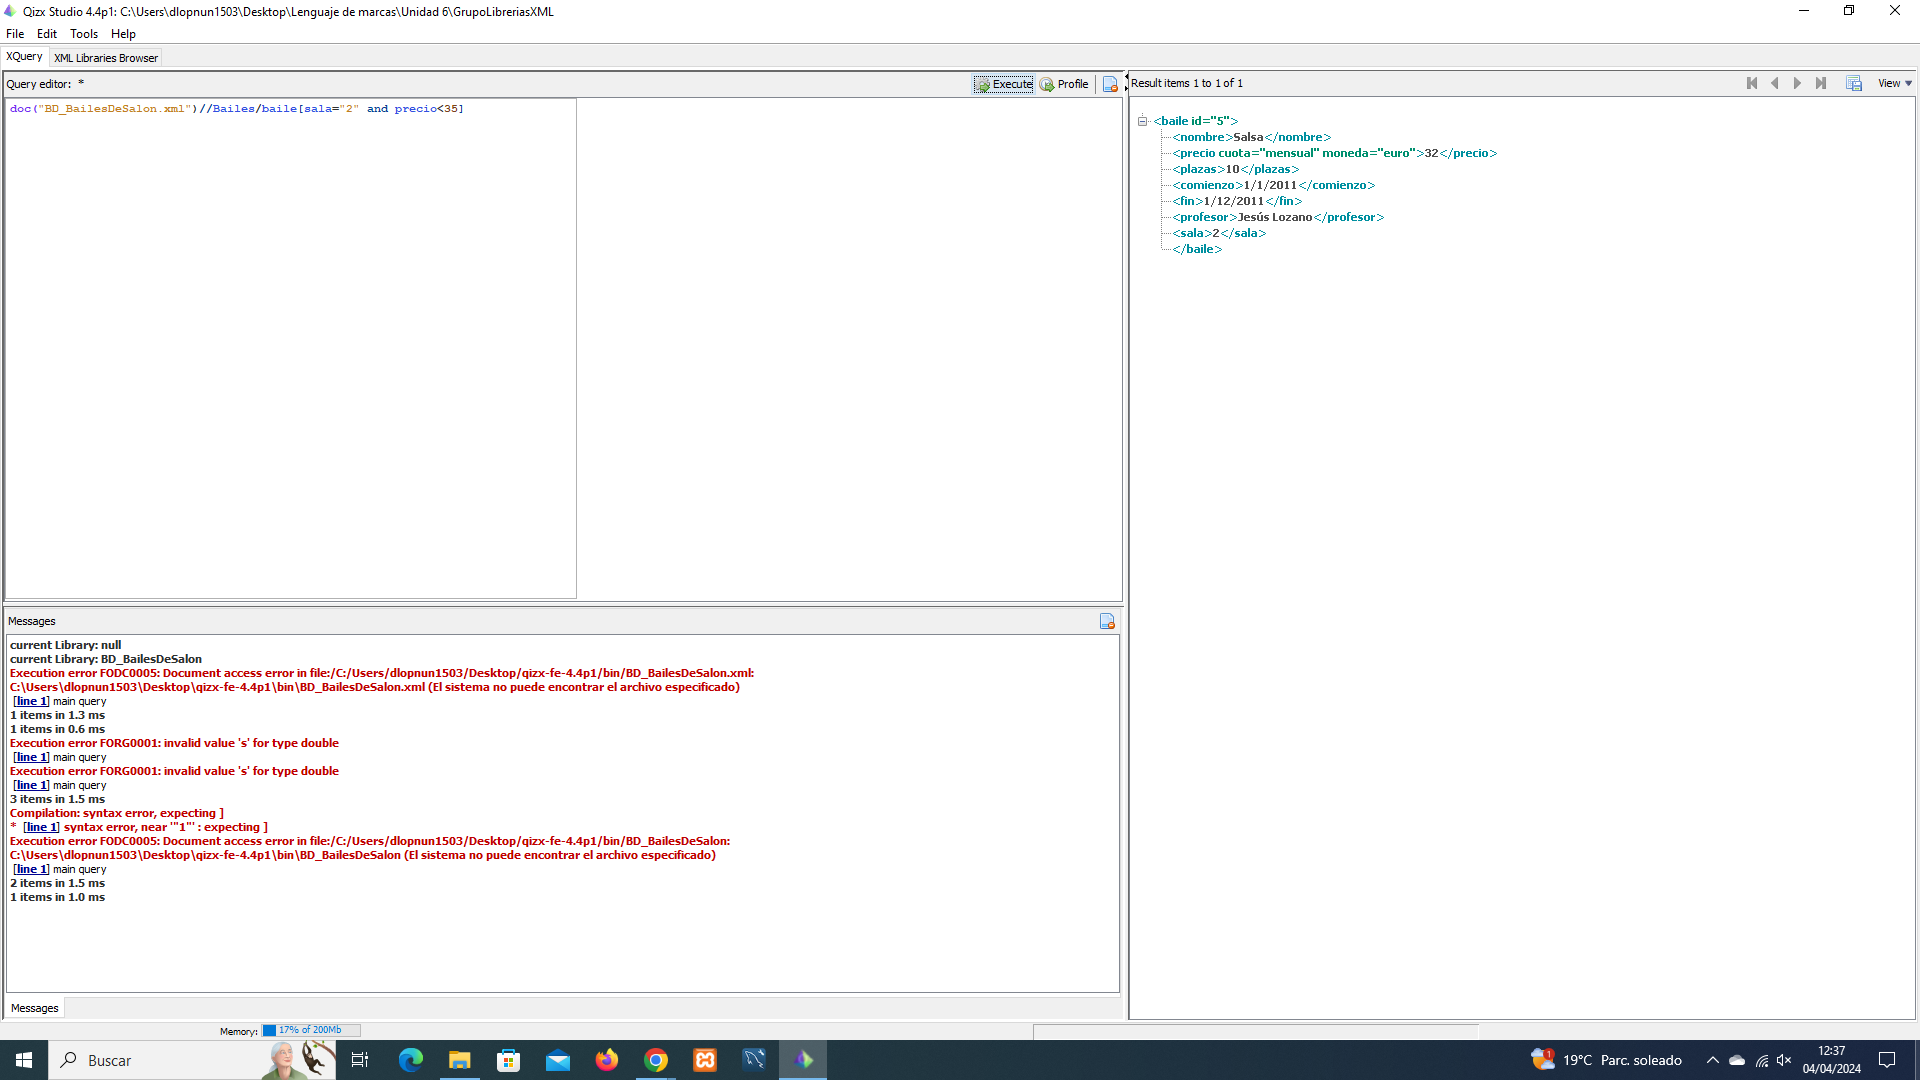 Qizx Studio 4.4p1: C:\Users\dlopnun1503\Desktop\Lenguaje de marcas\Unidad 6\GrupoLibreriasXML
File Edit Tools Help
XQuery XML Libraries Browser
Query editor: * Execute Profile
doc("BD_BailesDeSalon.xml")//Bailes/baile[sala="2" and precio<35]
Messages
current Library: null
current Library: BD_BailesDeSalon
Execution error FODC0005: Document access error in file:/C:/Users/dlopnun1503/Desktop/qizx-fe-4.4p1/bin/BD_BailesDeSalon.xml:
C:\Users\dlopnun1503\Desktop\qizx-fe-4.4p1\bin\BD_BailesDeSalon.xml (El sistema no puede encontrar el archivo especificado)
[line 1] main query
1 items in 1.3 ms
1 items in 0.6 ms
Execution error FORG0001: invalid value 's' for type double
[line 1] main query
Execution error FORG0001: invalid value 's' for type double
[line 1] main query
3 items in 1.5 ms
Compilation: syntax error, expecting ]
* [line 1] syntax error, near '"1"' : expecting ]
Execution error FODC0005: Document access error in file:/C:/Users/dlopnun1503/Desktop/qizx-fe-4.4p1/bin/BD_BailesDeSalon:
C:\Users\dlopnun1503\Desktop\qizx-fe-4.4p1\bin\BD_BailesDeSalon (El sistema no puede encontrar el archivo especificado)
[line 1] main query
2 items in 1.5 ms
1 items in 1.0 ms
Messages
Memory: 17% of 200Mb
Result items 1 to 1 of 1 View
<baile id="5">
<nombre>Salsa</nombre>
<precio cuota="mensual" moneda="euro">32</precio>
<plazas>10</plazas>
<comienzo>1/1/2011</comienzo>
<fin>1/12/2011</fin>
<profesor>Jesús Lozano</profesor>
<sala>2</sala>
</baile>
Buscar
1
19°C Parc. soleado
12:37
04/04/2024